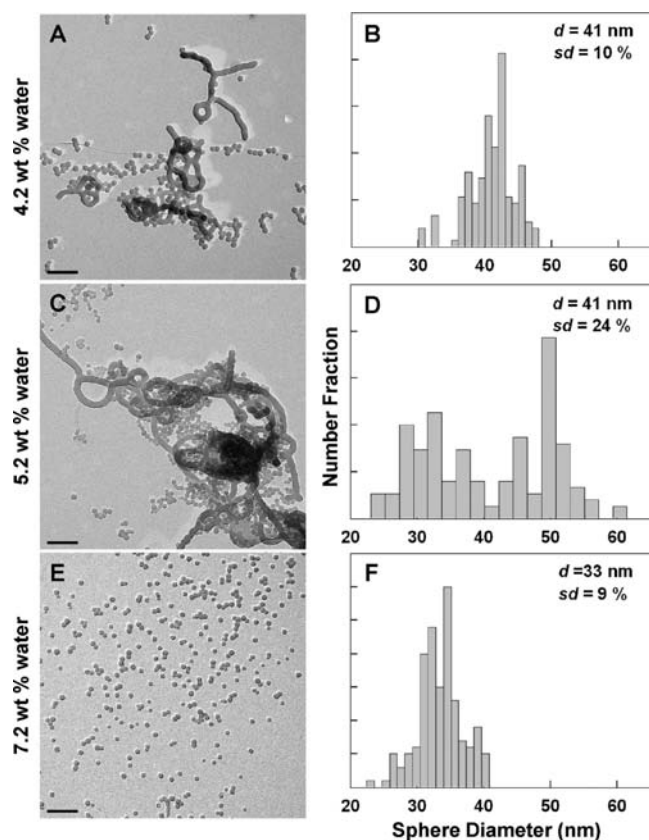 A
B
d = 41 nm
sd = 10 %
4.2 wt % water
20 30 40 50 60
C
D
d = 41 nm
sd = 24 %
5.2 wt % water
Number Fraction
20 30 40 50 60
E
F
d =33 nm
sd = 9 %
7.2 wt % water
20 30 40 50 60
Sphere Diameter (nm)